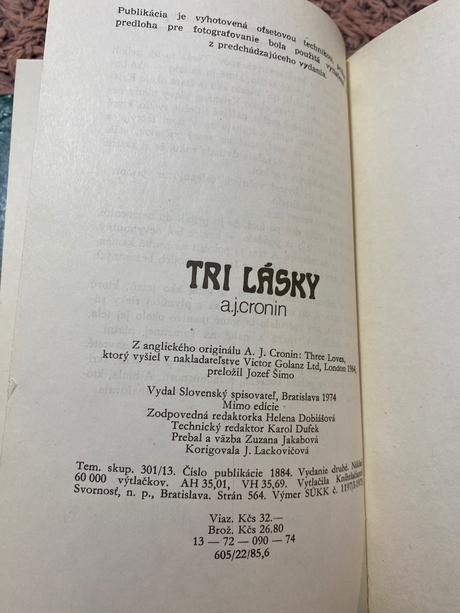 Publikácia je vyhotovená ofsetovou technikou,
predloha pre fotografovanie bola použitá
z predchádzajúceho vydania.
TRI LÁSKY
a.j.cronin
Z anglického originálu A. J. Cronin: Three Loves,
ktorý vyšiel v nakladateľstve Victor Golanz Ltd, London 1964,
preložil Jozef Šimo
Vydal Slovenský spisovateľ, Bratislava 1974
Mimo edície
Zodpovedná redaktorka Helena Dobiášová
Technický redaktor Karol Dufek
Prebal a väzba Zuzana Jakabová
Korigovala J. Lackovičová
Tem. skup. 301/13. Číslo publikácie 1884. Vydanie druhé. Náklad
60 000 výtlačkov. AH 35,01, VH 35,69. Vytlačila
Svornosť, n. p., Bratislava. Strán 564. Výmer SÚKK č.
Viaz. Kčs 32.—
Brož. Kčs 26.80
13 — 72 — 090 — 74
605/22/85,6